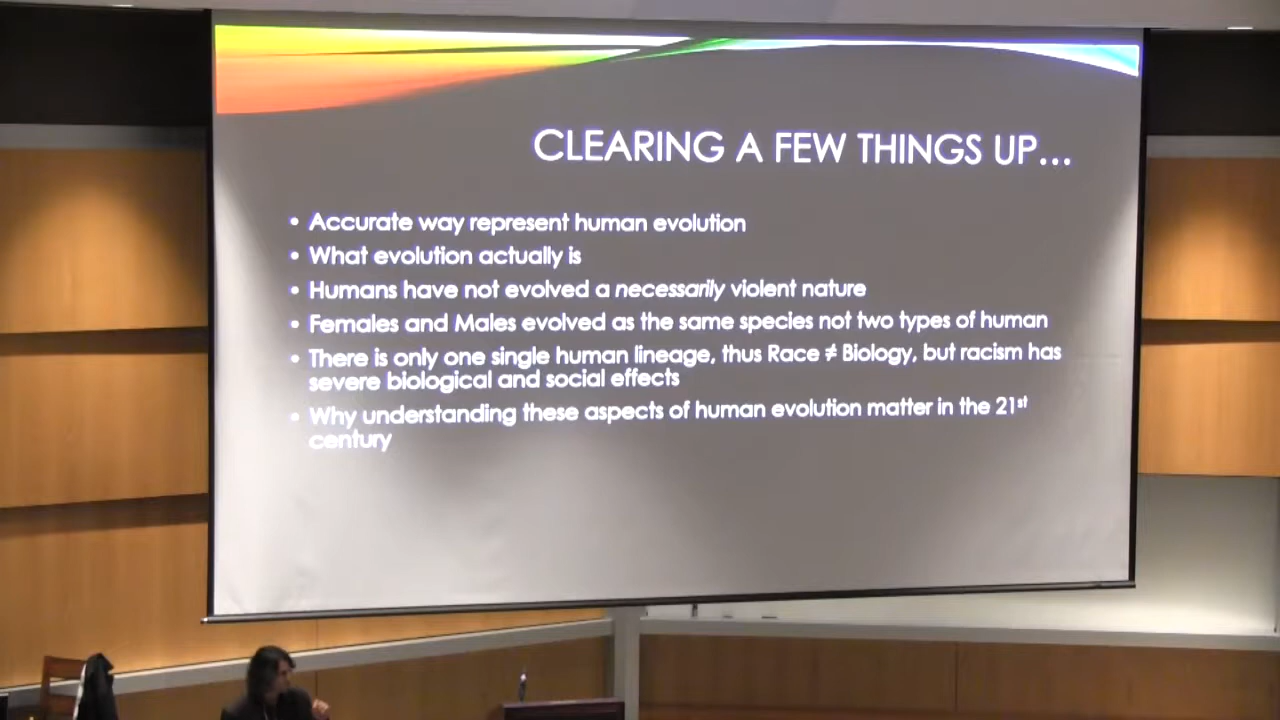 CLEARING A FEW THINGS UP...
• Accurate way represent human evolution
• What evolution actually is
• Humans have not evolved a necessarily violent nature
• Females and Males evolved as the same species not two types of human
• There is only one single human lineage, thus Race ≠ Biology, but racism has
severe biological and social effects
• Why understanding these aspects of human evolution matter in the 21st
century